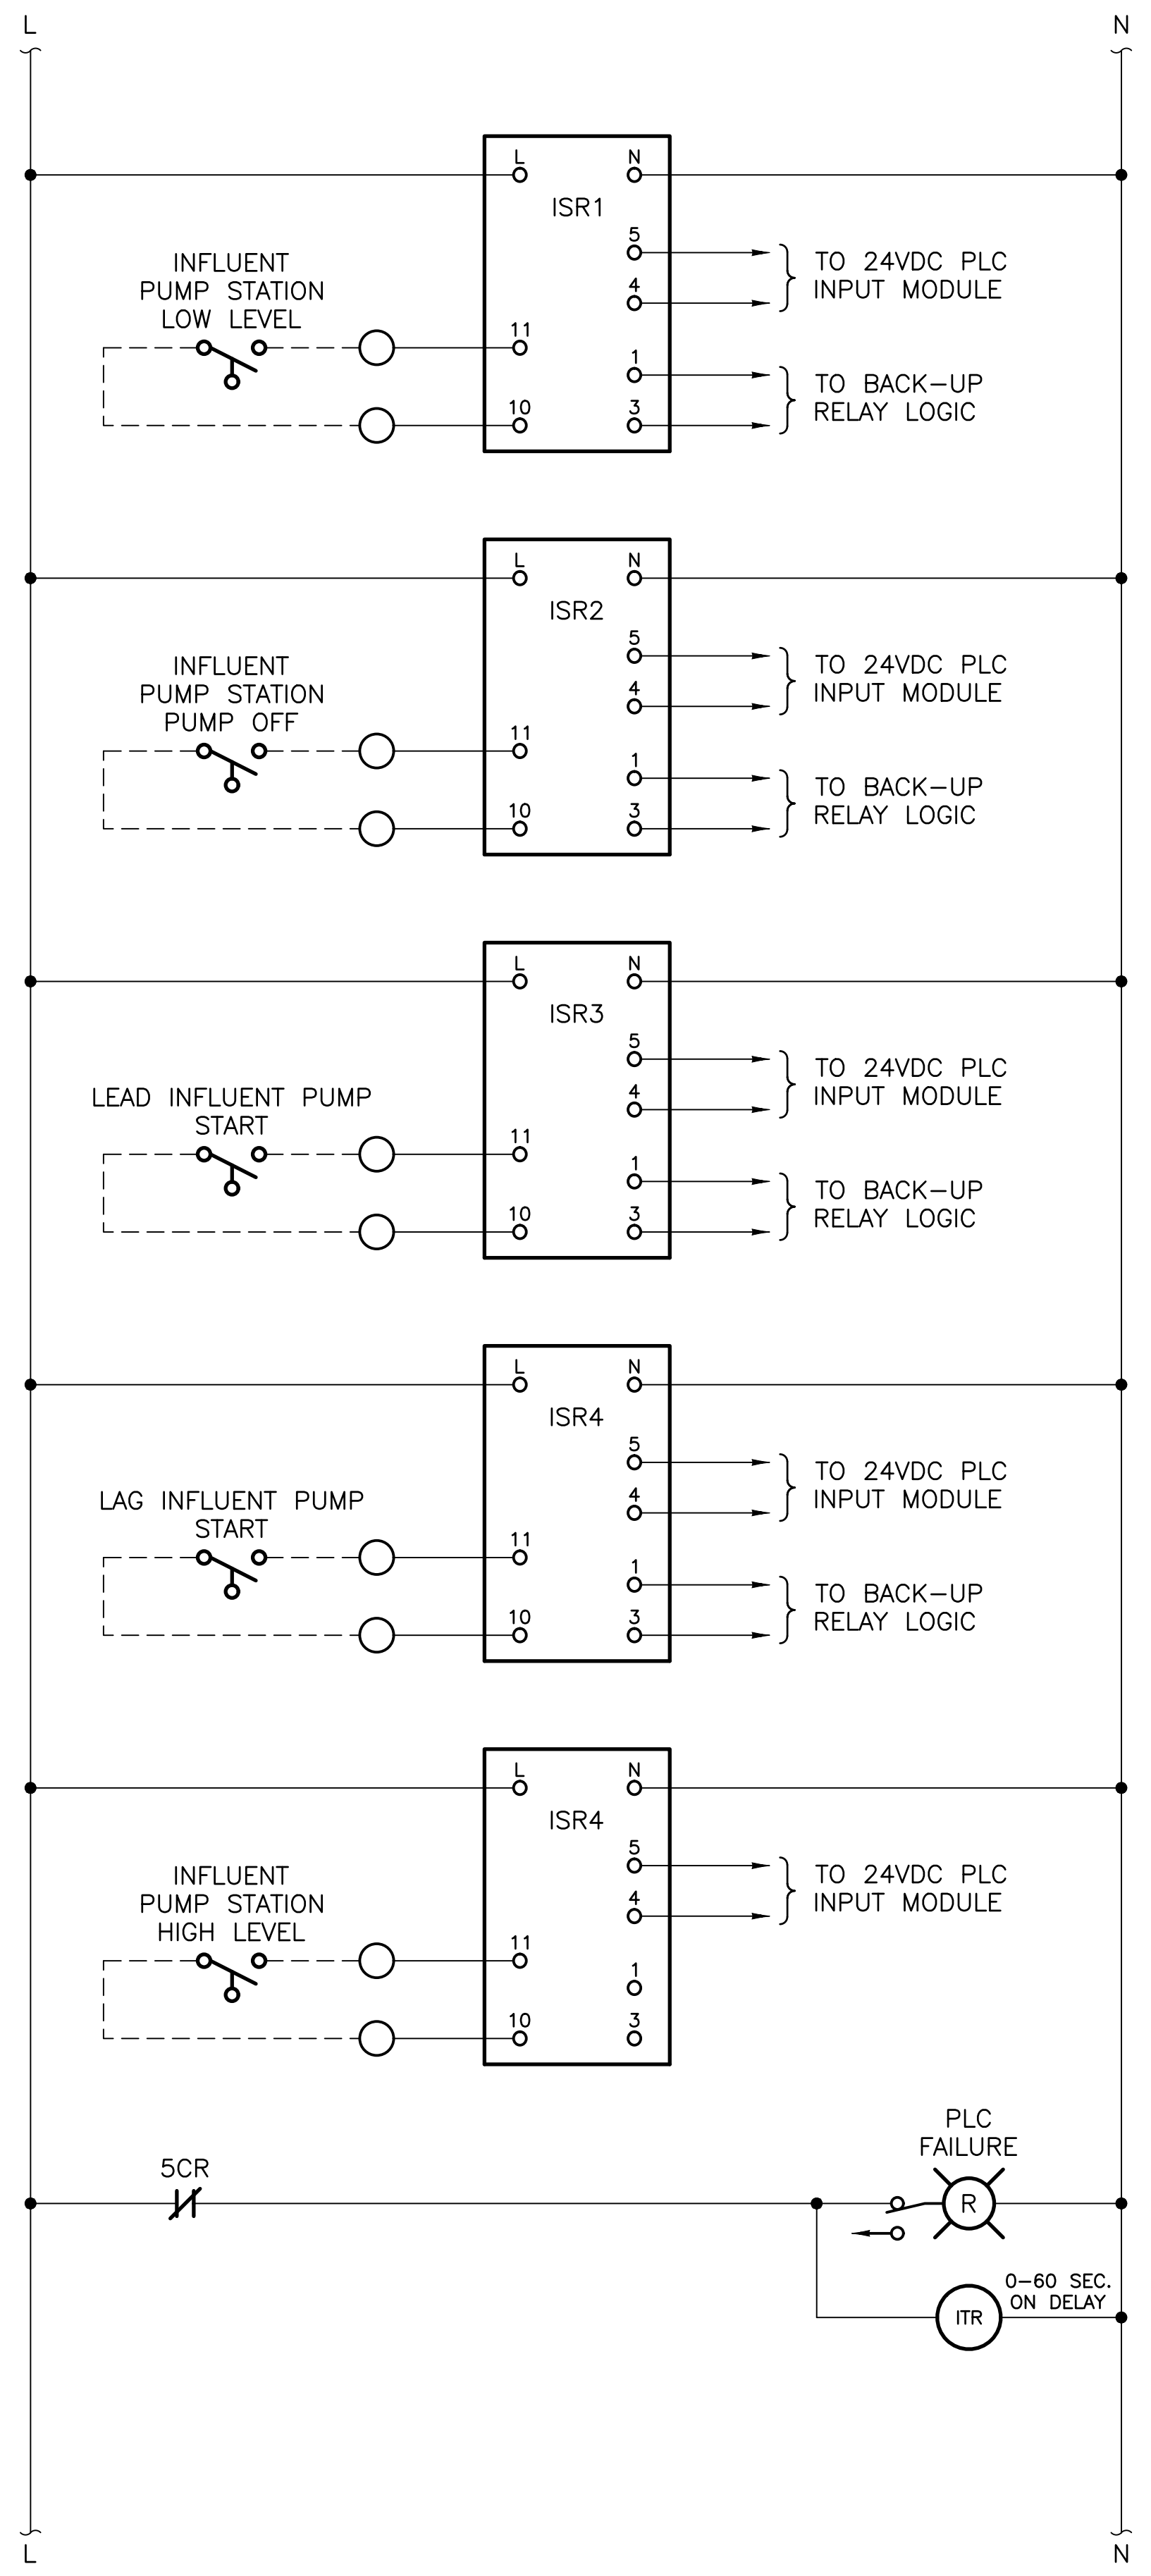 L N
L N
ISR1
5
TO 24VDC PLC
INPUT MODULE
4
INFLUENT
PUMP STATION
LOW LEVEL
11
1
TO BACK-UP
RELAY LOGIC
10 3
L N
ISR2
5
TO 24VDC PLC
INPUT MODULE
4
INFLUENT
PUMP STATION
PUMP OFF
11
1
TO BACK-UP
RELAY LOGIC
10 3
L N
ISR3
5
TO 24VDC PLC
INPUT MODULE
4
LEAD INFLUENT PUMP
START
11
1
TO BACK-UP
RELAY LOGIC
10 3
L N
ISR4
5
TO 24VDC PLC
INPUT MODULE
4
LAG INFLUENT PUMP
START
11
1
TO BACK-UP
RELAY LOGIC
10 3
L N
ISR4
5
TO 24VDC PLC
INPUT MODULE
4
INFLUENT
PUMP STATION
HIGH LEVEL
11
1
10 3
PLC
FAILURE
5CR
R
0-60 SEC.
ON DELAY
ITR
L N